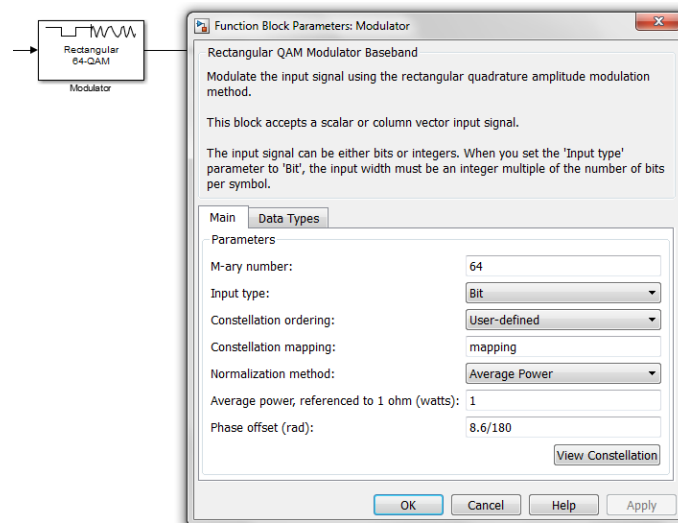 Rectangular
64-QAM
Modulator
Function Block Parameters: Modulator
Rectangular QAM Modulator Baseband
Modulate the input signal using the rectangular quadrature amplitude modulation
method.
This block accepts a scalar or column vector input signal.
The input signal can be either bits or integers. When you set the 'Input type'
parameter to 'Bit', the input width must be an integer multiple of the number of bits
per symbol.
Main Data Types
Parameters
M-ary number: 64
Input type: Bit
Constellation ordering: User-defined
Constellation mapping: mapping
Normalization method: Average Power
Average power, referenced to 1 ohm (watts): 1
Phase offset (rad): 8.6/180
View Constellation
OK Cancel Help Apply